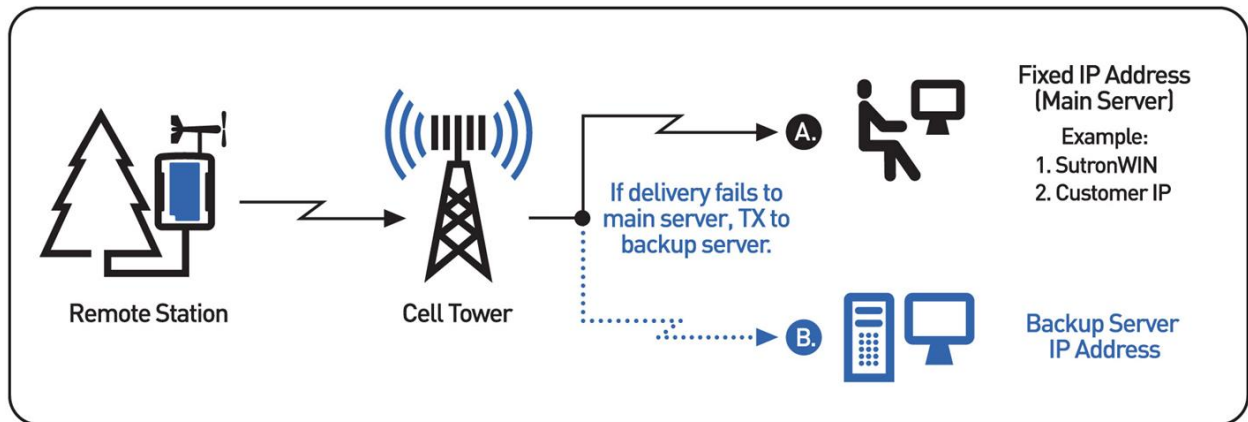 Remote Station
Cell Tower
If delivery fails to
main server, TX to
backup server.
A.
Fixed IP Address
(Main Server)
Example:
1. SutronWIN
2. Customer IP
B.
Backup Server
IP Address